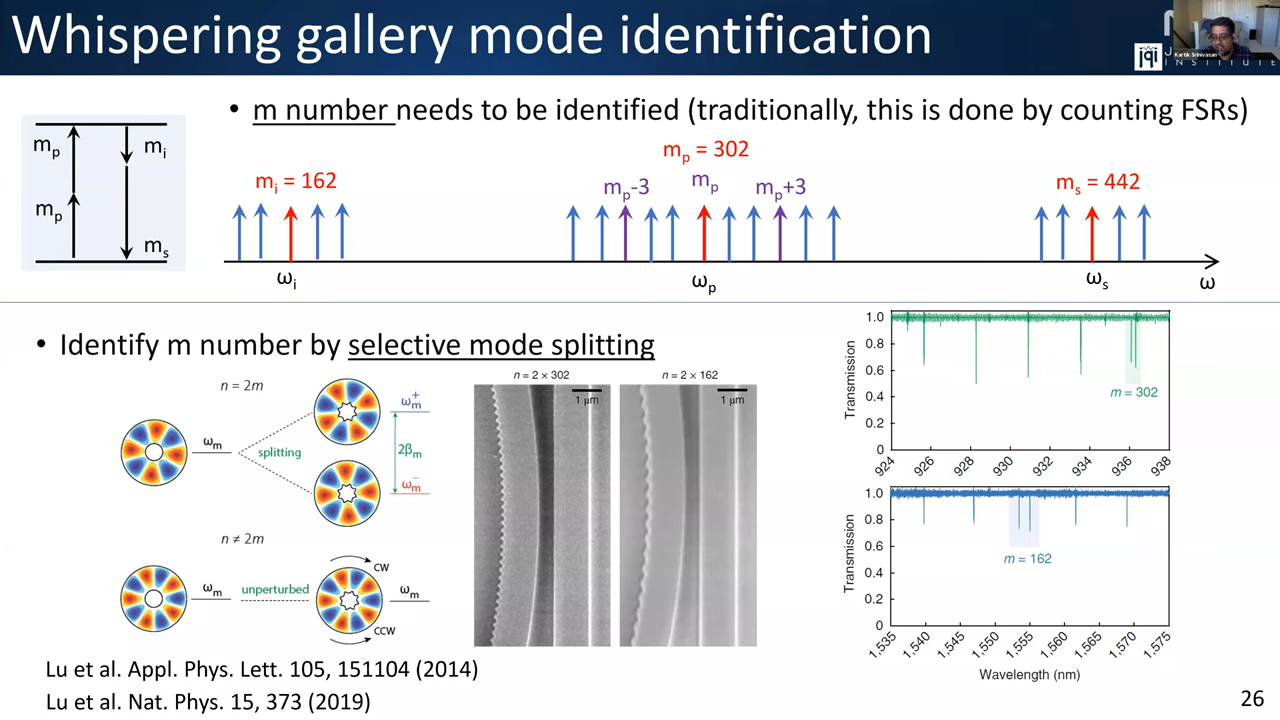 Whispering gallery mode identification
jqi
Kartik Srinivasan
INSTITUTE
• m number needs to be identified (traditionally, this is done by counting FSRs)
mp
mi
mp
ms
mi = 162
mp = 302
mp-3
mp
mp+3
ms = 442
ωi
ωp
ωs
ω
• Identify m number by selective mode splitting
n = 2m
ωm
splitting
ωm+
2βm
ωm−
n ≠ 2m
ωm
unperturbed
CW
ωm
CCW
n = 2 × 302
1 μm
n = 2 × 162
1 μm
Transmission
1.0
0.8
0.6
0.4
0.2
0
m = 302
924 926 928 930 932 934 936 938
Transmission
1.0
0.8
0.6
0.4
0.2
0
m = 162
1,535 1,540 1,545 1,550 1,555 1,560 1,565 1,570 1,575
Wavelength (nm)
Lu et al. Appl. Phys. Lett. 105, 151104 (2014)
Lu et al. Nat. Phys. 15, 373 (2019)
26